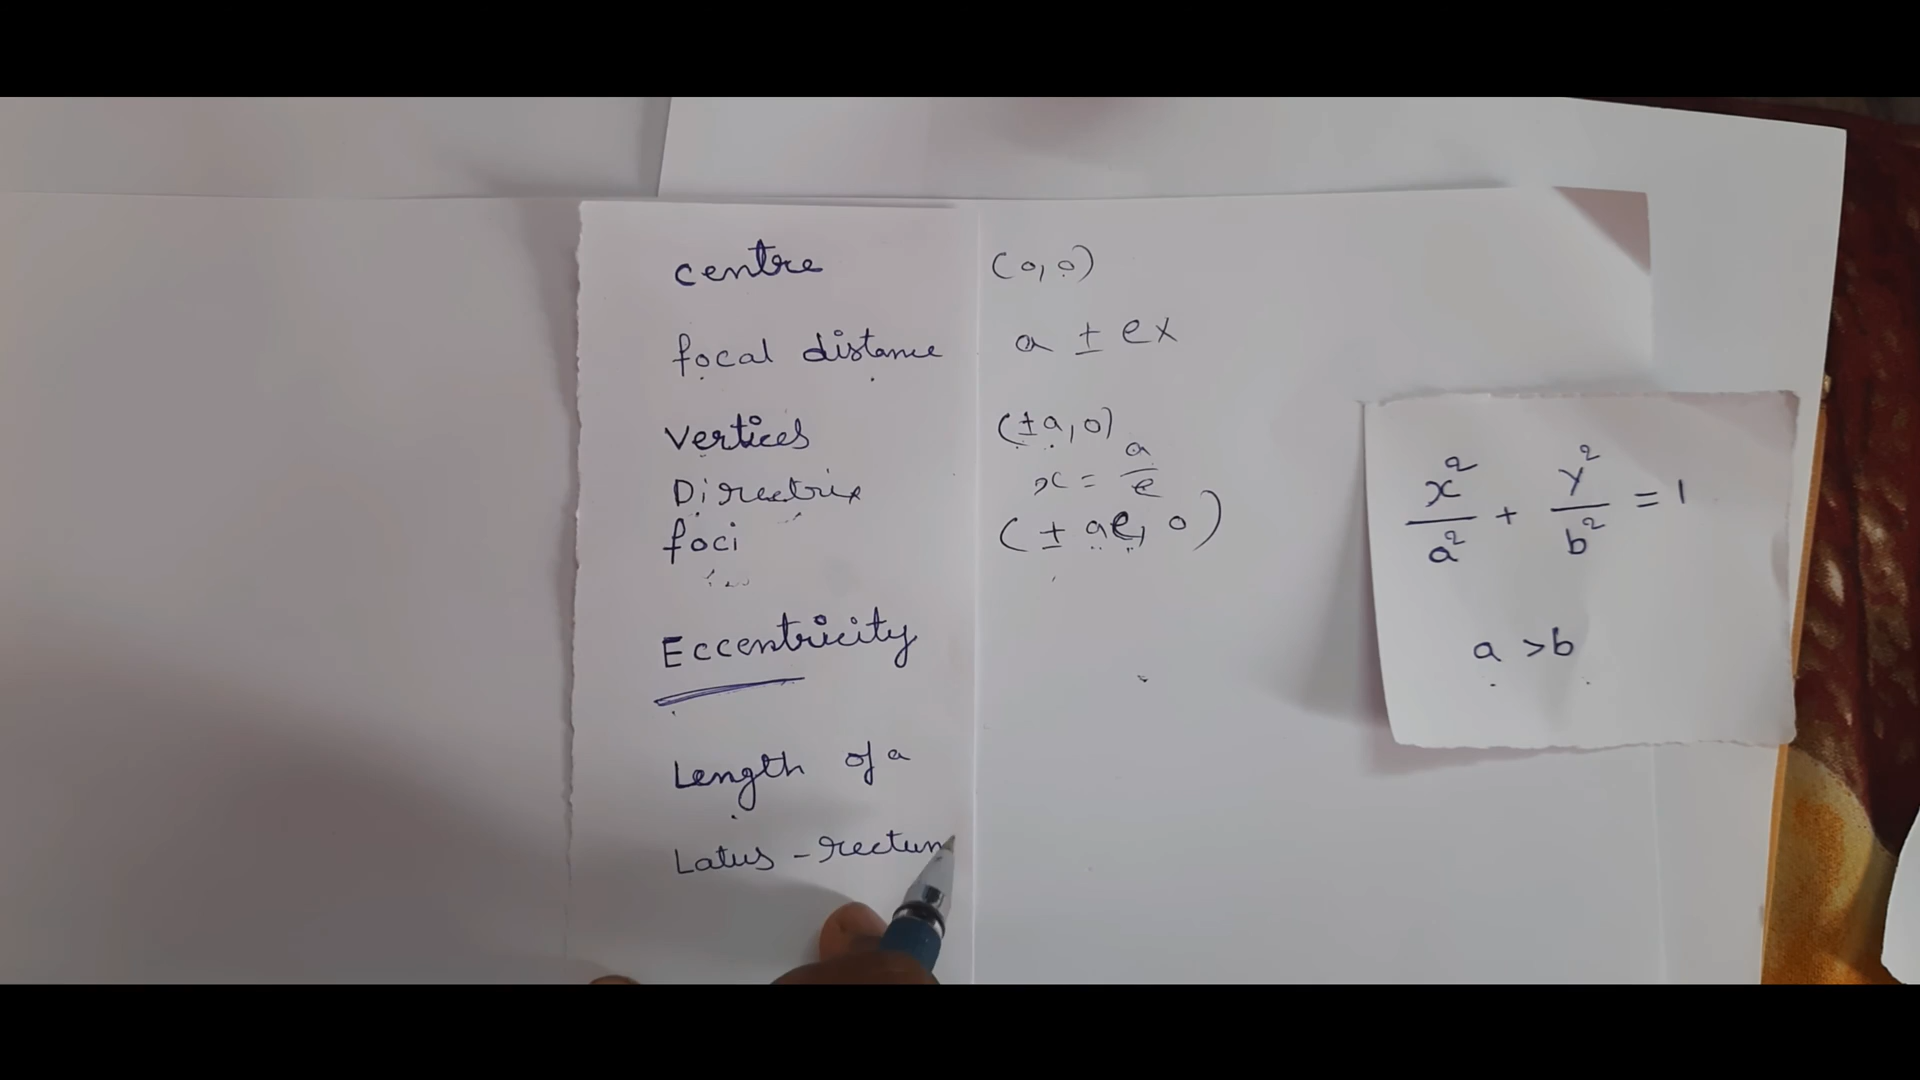 centre (0,0)
focal distance a ± ex
Vertices (±a,0)
Directrix x = a/e
foci (± ae, 0)
Eccentricity
Length of a
Latus - rectum
x²/a² + y²/b² = 1
a > b